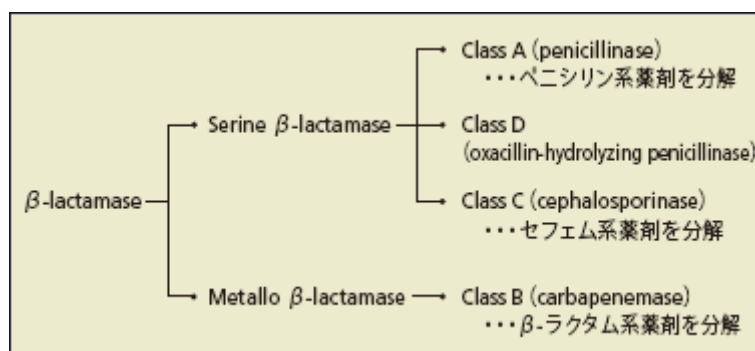 Class A (penicillinase)
・・・ペニシリン系薬剤を分解
Serine β-lactamase
Class D
(oxacillin-hydrolyzing penicillinase)
β-lactamase
Class C (cephalosporinase)
・・・セフェム系薬剤を分解
Metallo β-lactamase
Class B (carbapenemase)
・・・β-ラクタム系薬剤を分解